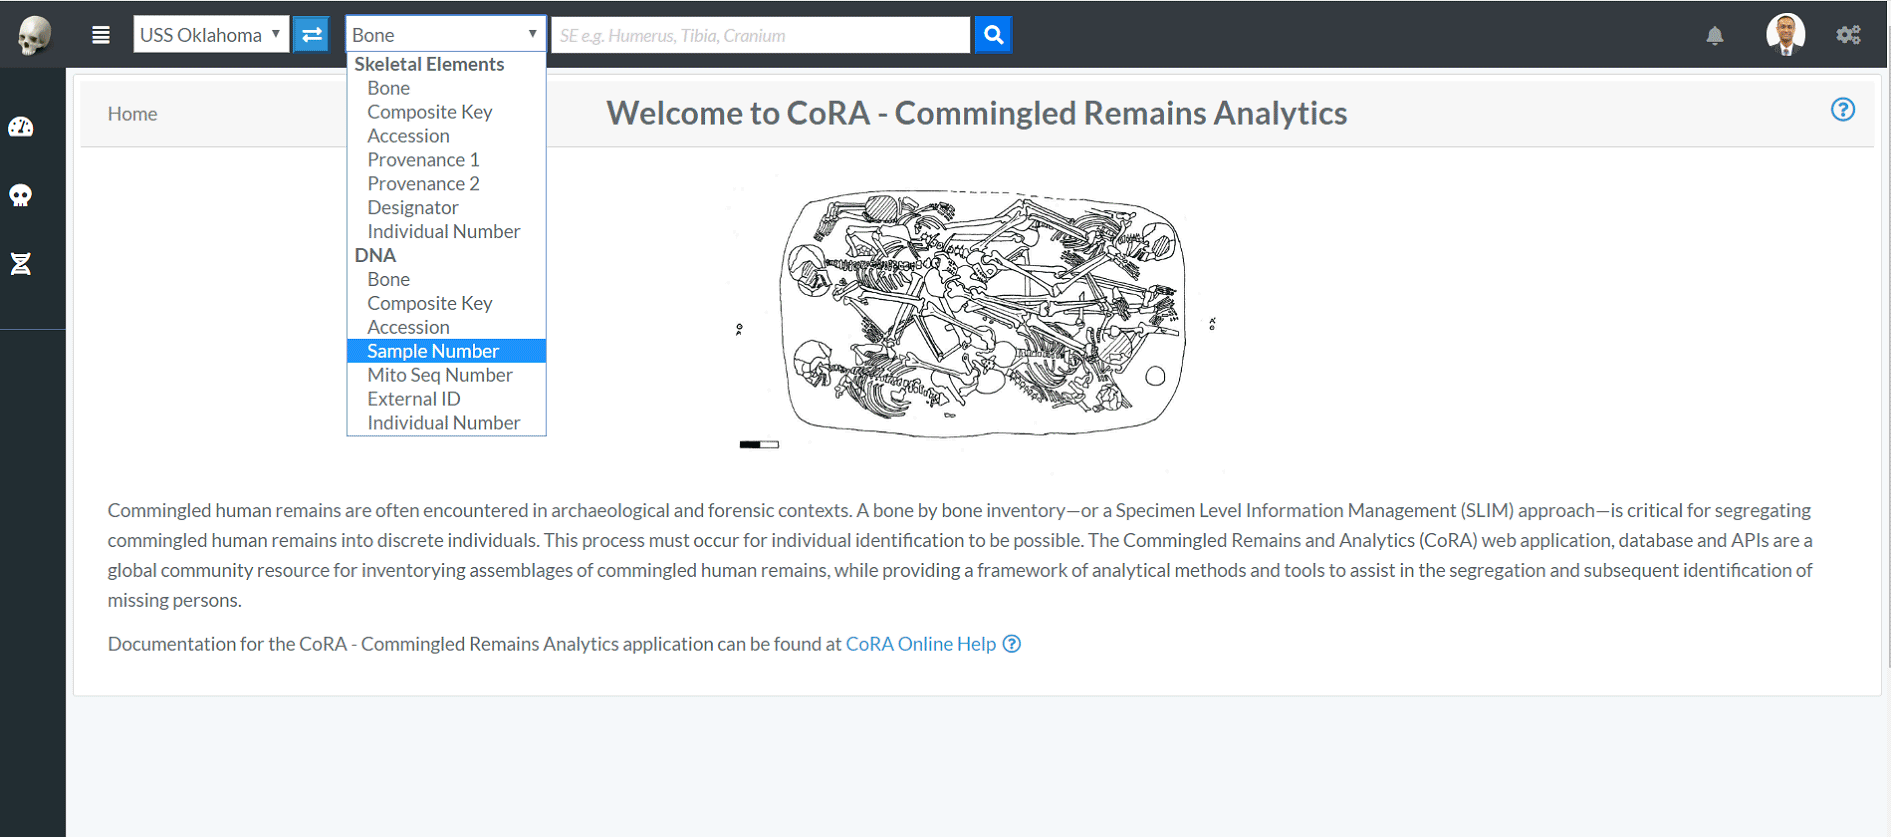 USS Oklahoma
Bone
SE e.g. Humerus, Tibia, Cranium
Skeletal Elements
Bone
Composite Key
Accession
Provenance 1
Provenance 2
Designator
Individual Number
DNA
Bone
Composite Key
Accession
Sample Number
Mito Seq Number
External ID
Individual Number
Home
Welcome to CoRA - Commingled Remains Analytics
Commingled human remains are often encountered in archaeological and forensic contexts. A bone by bone inventory—or a Specimen Level Information Management (SLIM) approach—is critical for segregating
commingled human remains into discrete individuals. This process must occur for individual identification to be possible. The Commingled Remains and Analytics (CoRA) web application, database and APIs are a
global community resource for inventorying assemblages of commingled human remains, while providing a framework of analytical methods and tools to assist in the segregation and subsequent identification of
missing persons.
Documentation for the CoRA - Commingled Remains Analytics application can be found at CoRA Online Help